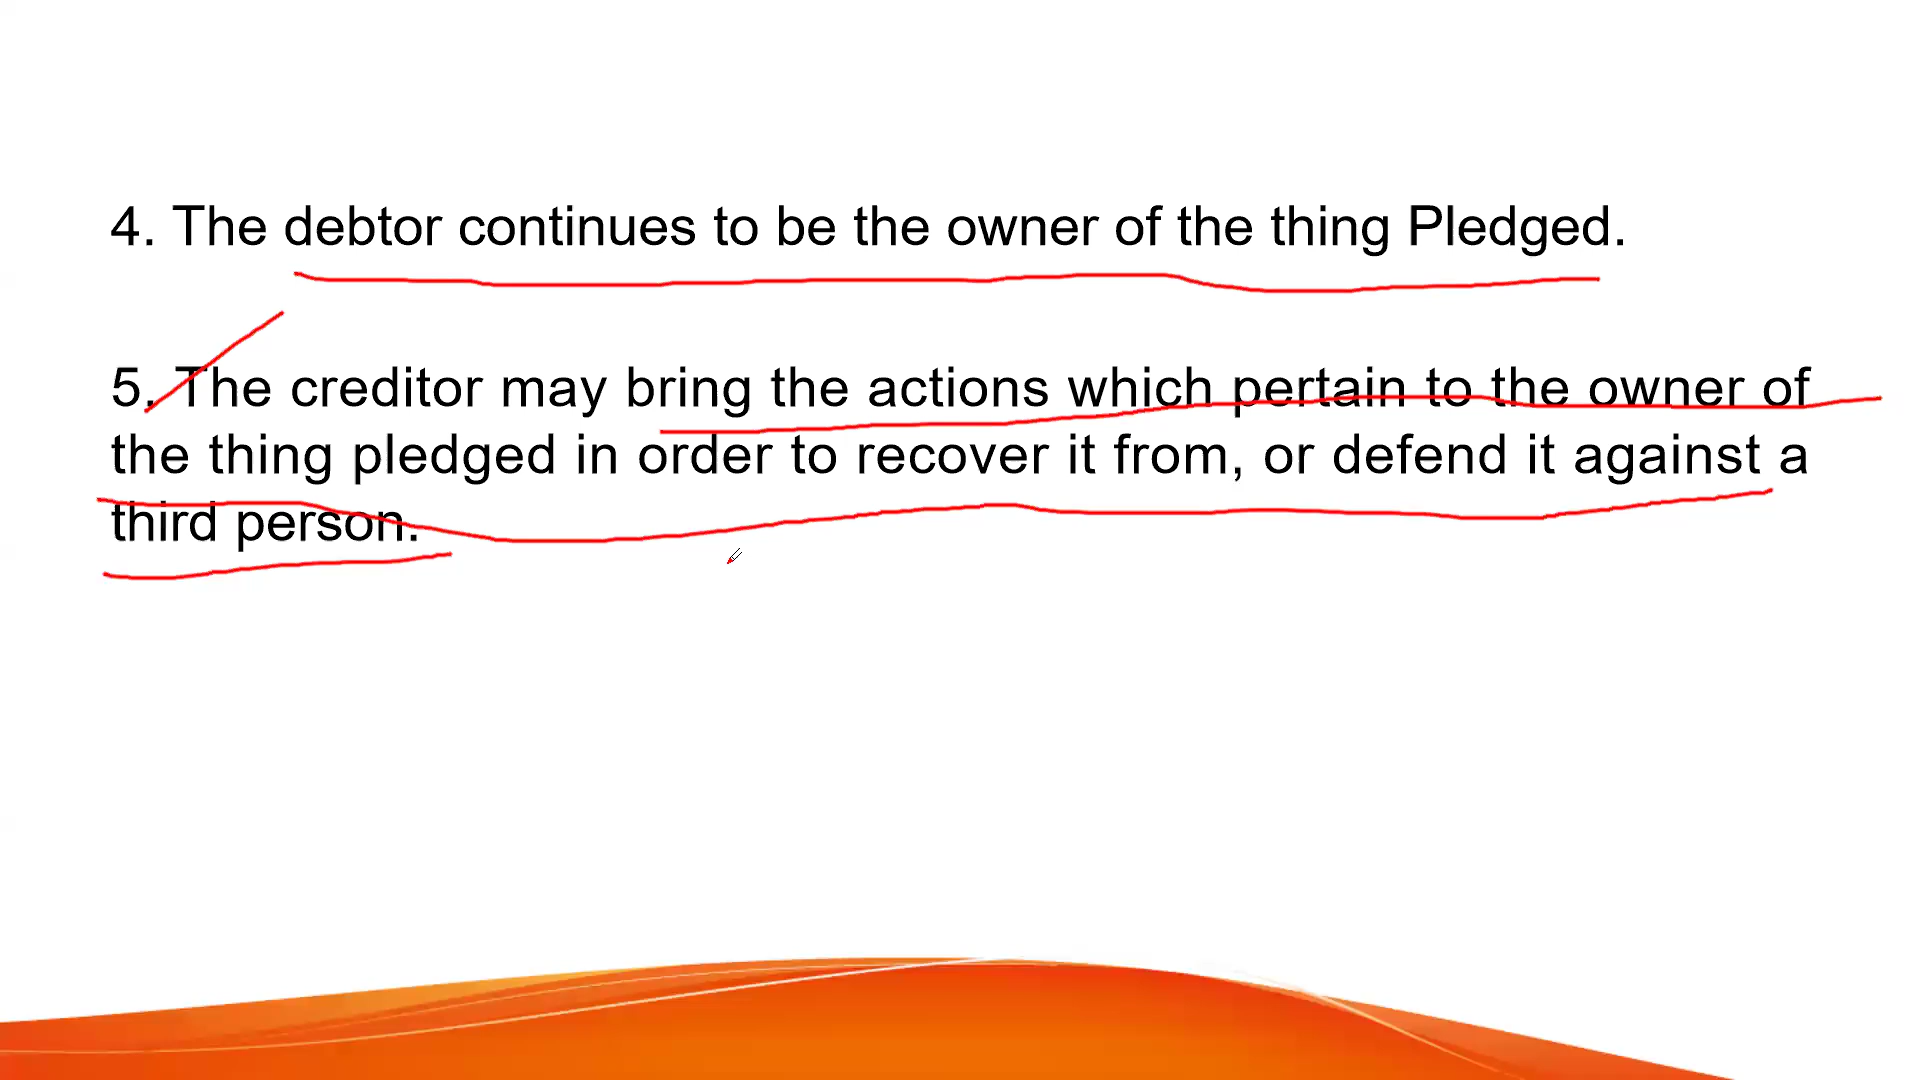 4. The debtor continues to be the owner of the thing Pledged.
5. The creditor may bring the actions which pertain to the owner of
the thing pledged in order to recover it from, or defend it against a
third person.